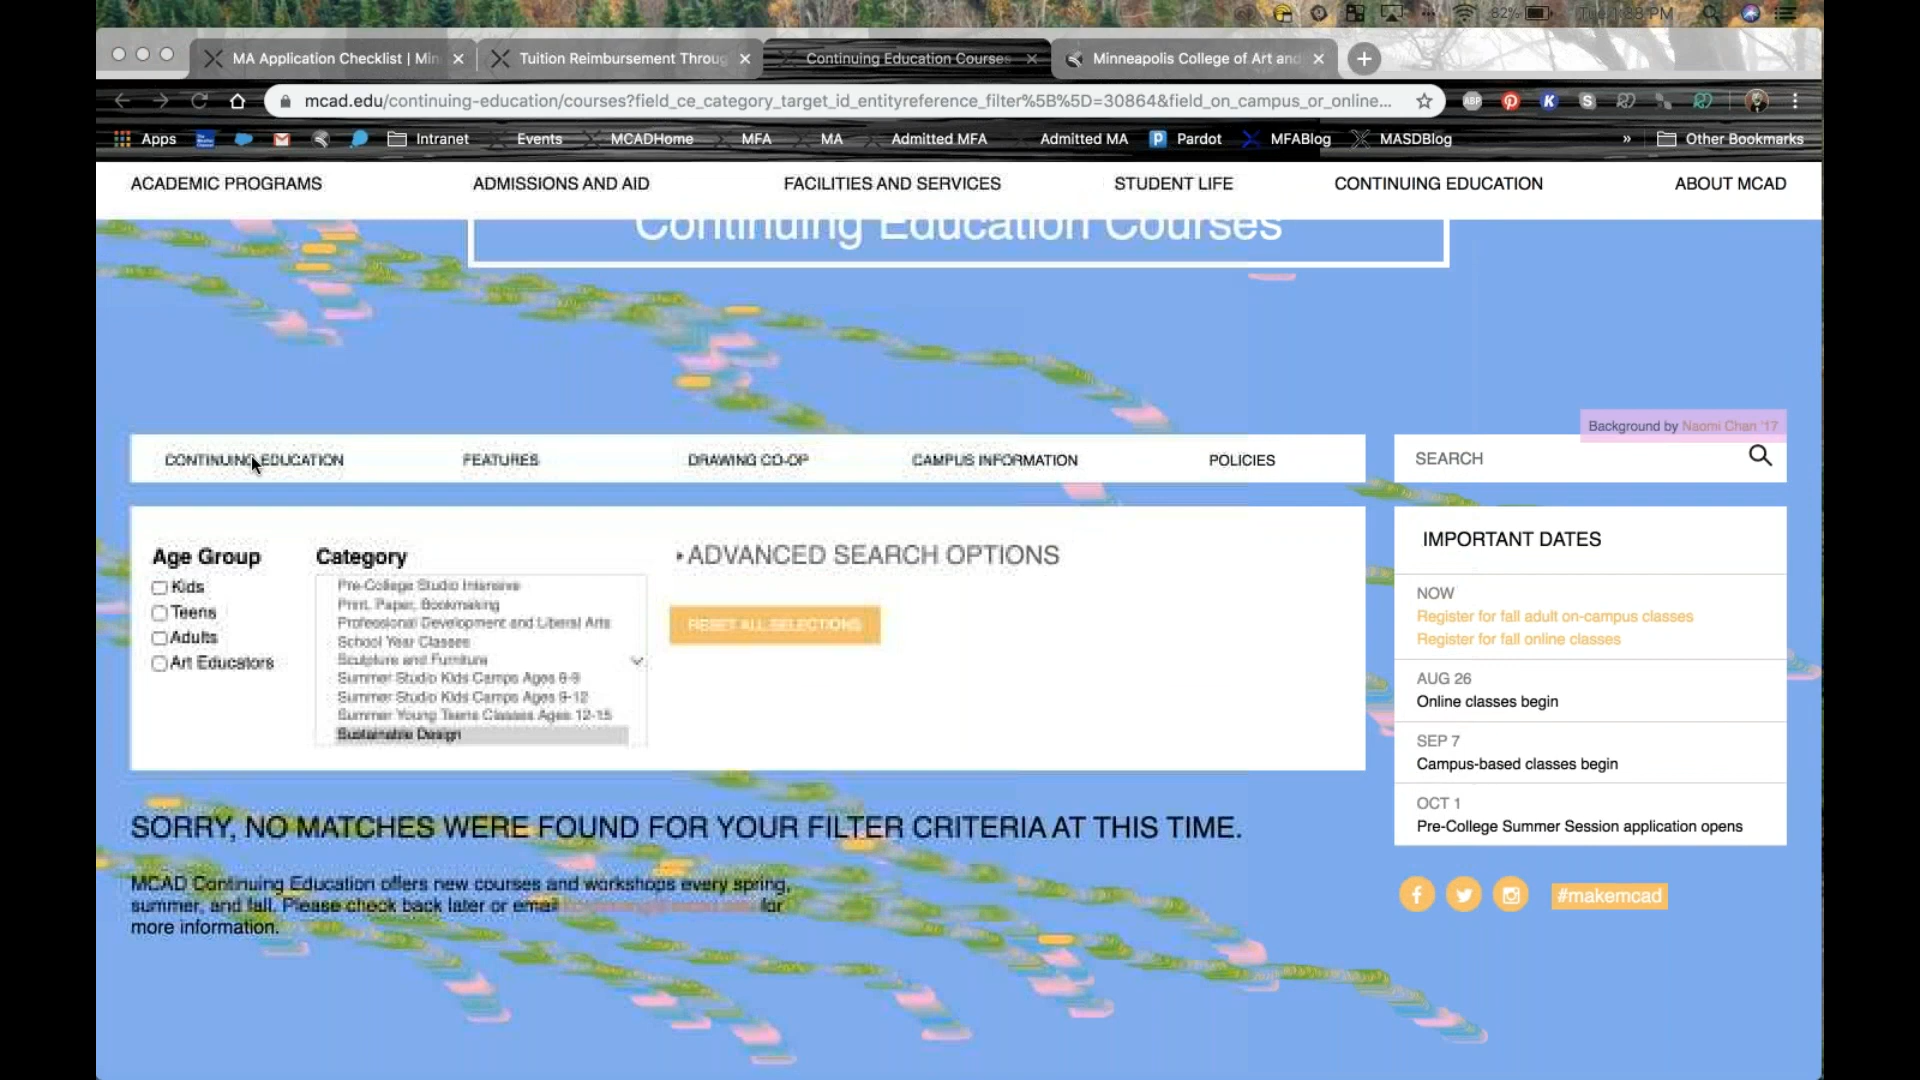 82%
MA Application Checklist | Min
Tuition Reimbursement Throug
Continuing Education Courses
Minneapolis College of Art and
mcad.edu/continuing-education/courses?field_ce_category_target_id_entityreference_filter%5B%5D=30864&field_on_campus_or_online...
Apps Intranet Events MCADHome MFA MA Admitted MFA Admitted MA Pardot MFABlog MASDBlog » Other Bookmarks
ACADEMIC PROGRAMS ADMISSIONS AND AID FACILITIES AND SERVICES STUDENT LIFE CONTINUING EDUCATION ABOUT MCAD
Continuing Education Courses
Background by Naomi Chan '17
CONTINUING EDUCATION FEATURES DRAWING CO-OP CAMPUS INFORMATION POLICIES
SEARCH
Age Group
Kids
Teens
Adults
Art Educators
Category
Pre-College Studio Intensive
Print, Paper, Bookmaking
Professional Development and Liberal Arts
School Year Classes
Sculpture and Furniture
Summer Studio Kids Camps Ages 6-9
Summer Studio Kids Camps Ages 9-12
Summer Young Teens Classes Ages 12-15
Sustainable Design
ADVANCED SEARCH OPTIONS
RESET ALL SELECTIONS
IMPORTANT DATES
NOW
Register for fall adult on-campus classes
Register for fall online classes
AUG 26
Online classes begin
SEP 7
Campus-based classes begin
OCT 1
Pre-College Summer Session application opens
#makemcad
SORRY, NO MATCHES WERE FOUND FOR YOUR FILTER CRITERIA AT THIS TIME.
MCAD Continuing Education offers new courses and workshops every spring,
summer, and fall. Please check back later or email for
more information.